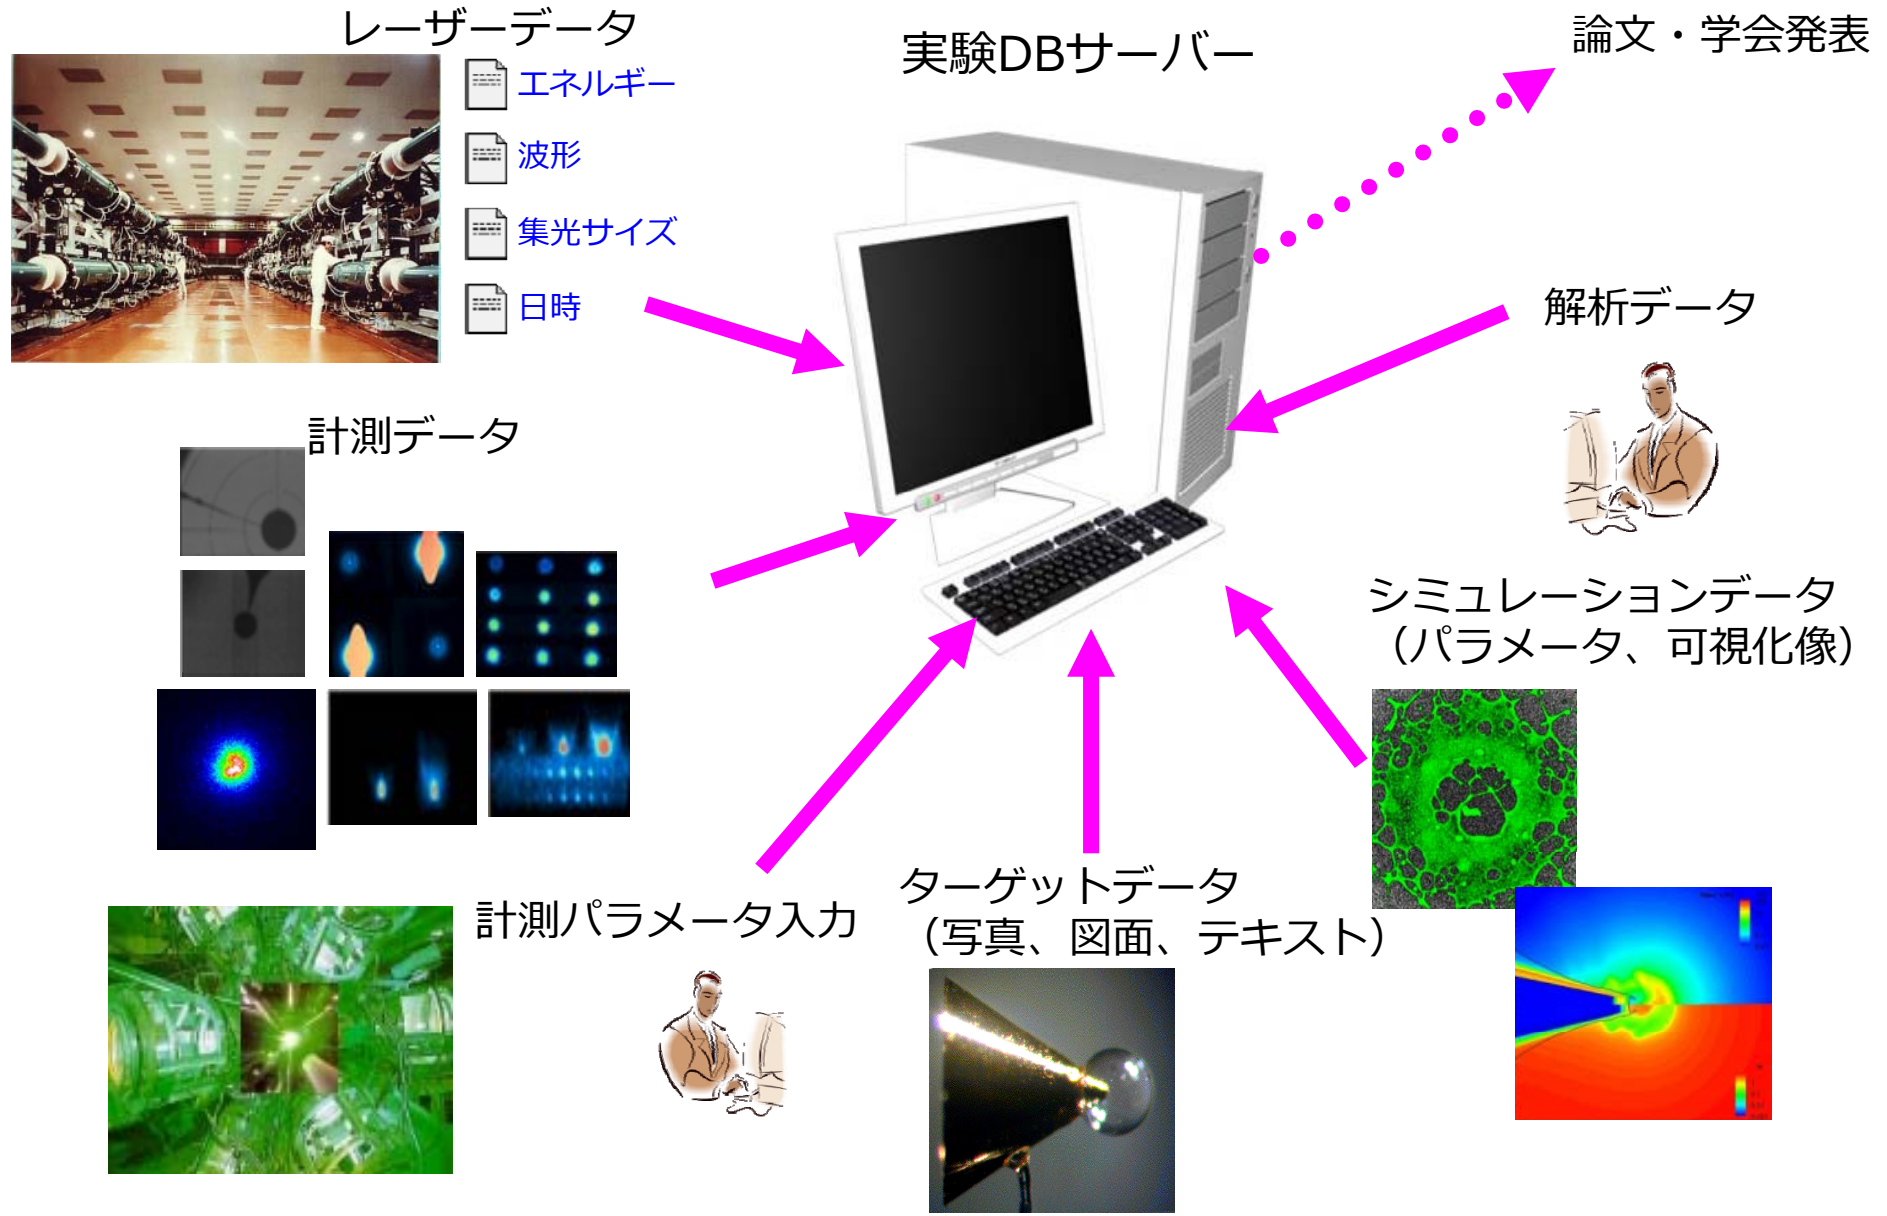 レーザーデータ
エネルギー
波形
集光サイズ
日時
実験DBサーバー
論文・学会発表
解析データ
計測データ
シミュレーションデータ
（パラメータ、可視化像）
計測パラメータ入力
ターゲットデータ
（写真、図面、テキスト）